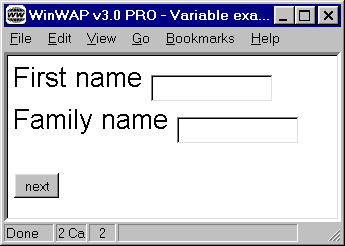 WinWAP v3.0 PRO - Variable exa...
File Edit View Go Bookmarks Help
First name
Family name
next
Done 2 Ca 2